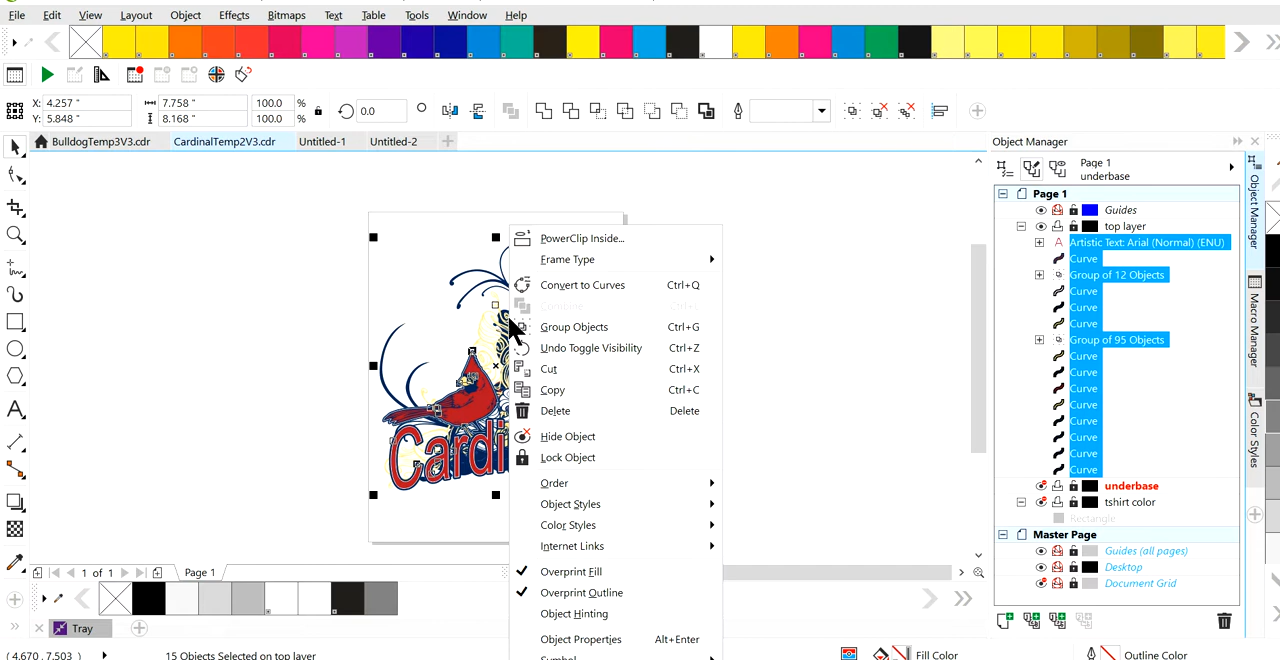 File Edit View Layout Object Effects Bitmaps Text Table Tools Window Help
X: 4.257 " 7.758 " 100.0 % 0.0
Y: 5.848 " 8.168 " 100.0 %
BulldogTemp3V3.cdr CardinalTemp2V3.cdr Untitled-1 Untitled-2
Object Manager
Page 1
underbase
Page 1
Guides
top layer
Artistic Text: Arial (Normal) (ENU)
Curve
Group of 12 Objects
Curve
Curve
Curve
Group of 95 Objects
Curve
Curve
Curve
Curve
Curve
Curve
Curve
Curve
underbase
tshirt color
Rectangle
Master Page
Guides (all pages)
Desktop
Document Grid
Object Manager
Macro Manager
Color Styles
PowerClip Inside...
Frame Type
Convert to Curves Ctrl+Q
Combine Ctrl+L
Group Objects Ctrl+G
Undo Toggle Visibility Ctrl+Z
Cut Ctrl+X
Copy Ctrl+C
Delete Delete
Hide Object
Lock Object
Order
Object Styles
Color Styles
Internet Links
Overprint Fill
Overprint Outline
Object Hinting
Object Properties Alt+Enter
Symbol
Cardi
1 of 1 Page 1
Tray
( 4.670 , 7.503 ) 15 Objects Selected on top layer Fill Color Outline Color